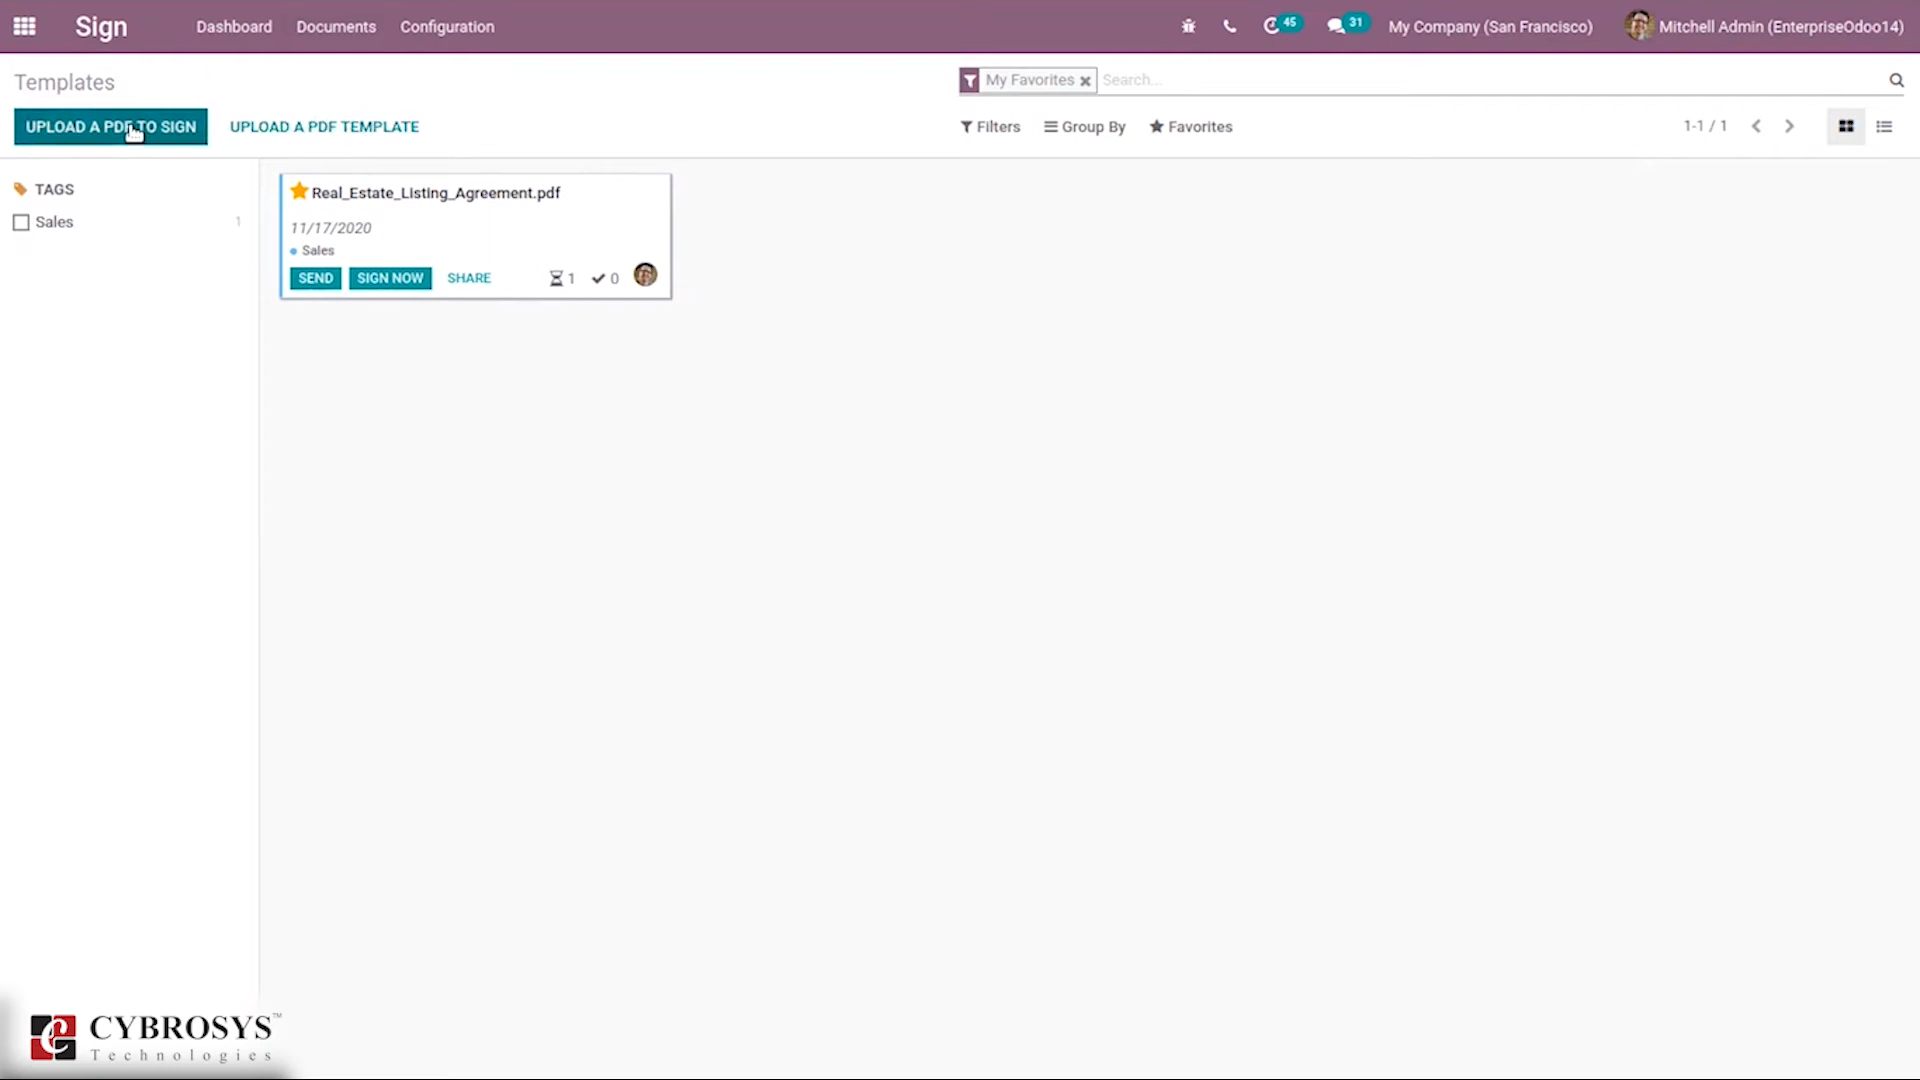 Sign Dashboard Documents Configuration 45 31 My Company (San Francisco) Mitchell Admin (EnterpriseOdoo14)
Templates My Favorites Search...
UPLOAD A PDF TO SIGN UPLOAD A PDF TEMPLATE Filters Group By Favorites 1-1 / 1
TAGS
Sales 1
Real_Estate_Listing_Agreement.pdf
11/17/2020
Sales
SEND SIGN NOW SHARE 1 0
CYBROSYS™
Technologies